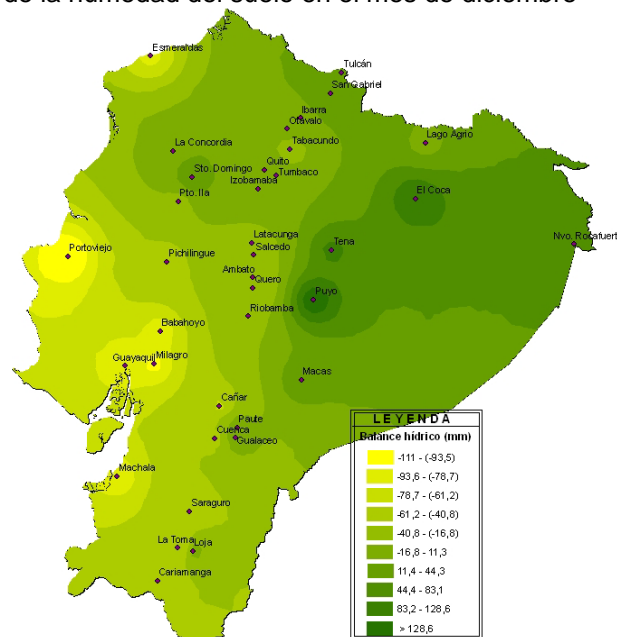 de la humedad del suelo en el mes de diciembre
Esmeraldas
Tulcán
San Gabriel
Ibarra
Otavalo
La Concordia
Tabacundo
Lago Agrio
Quito
Sto. Domingo
Tumbaco
Izobamba
El Coca
Pto. Ila
Latacunga
Nvo. Rocafuert
Tena
Portoviejo
Salcedo
Pichilingue
Ambato
Quero
Puyo
Riobamba
Babahoyo
Guayaquil
Milagro
Macas
Cañar
Paute
Cuenca
Gualaceo
Machala
Saraguro
La Toma
Loja
Cariamanga
LEYENDA
Balance hídrico (mm)
-111 - (-93,5)
-93,6 - (-78,7)
-78,7 - (-61,2)
-61,2 - (-40,8)
-40,8 - (-16,8)
-16,8 - 11,3
11,4 - 44,3
44,4 - 83,1
83,2 - 128,6
> 128,6